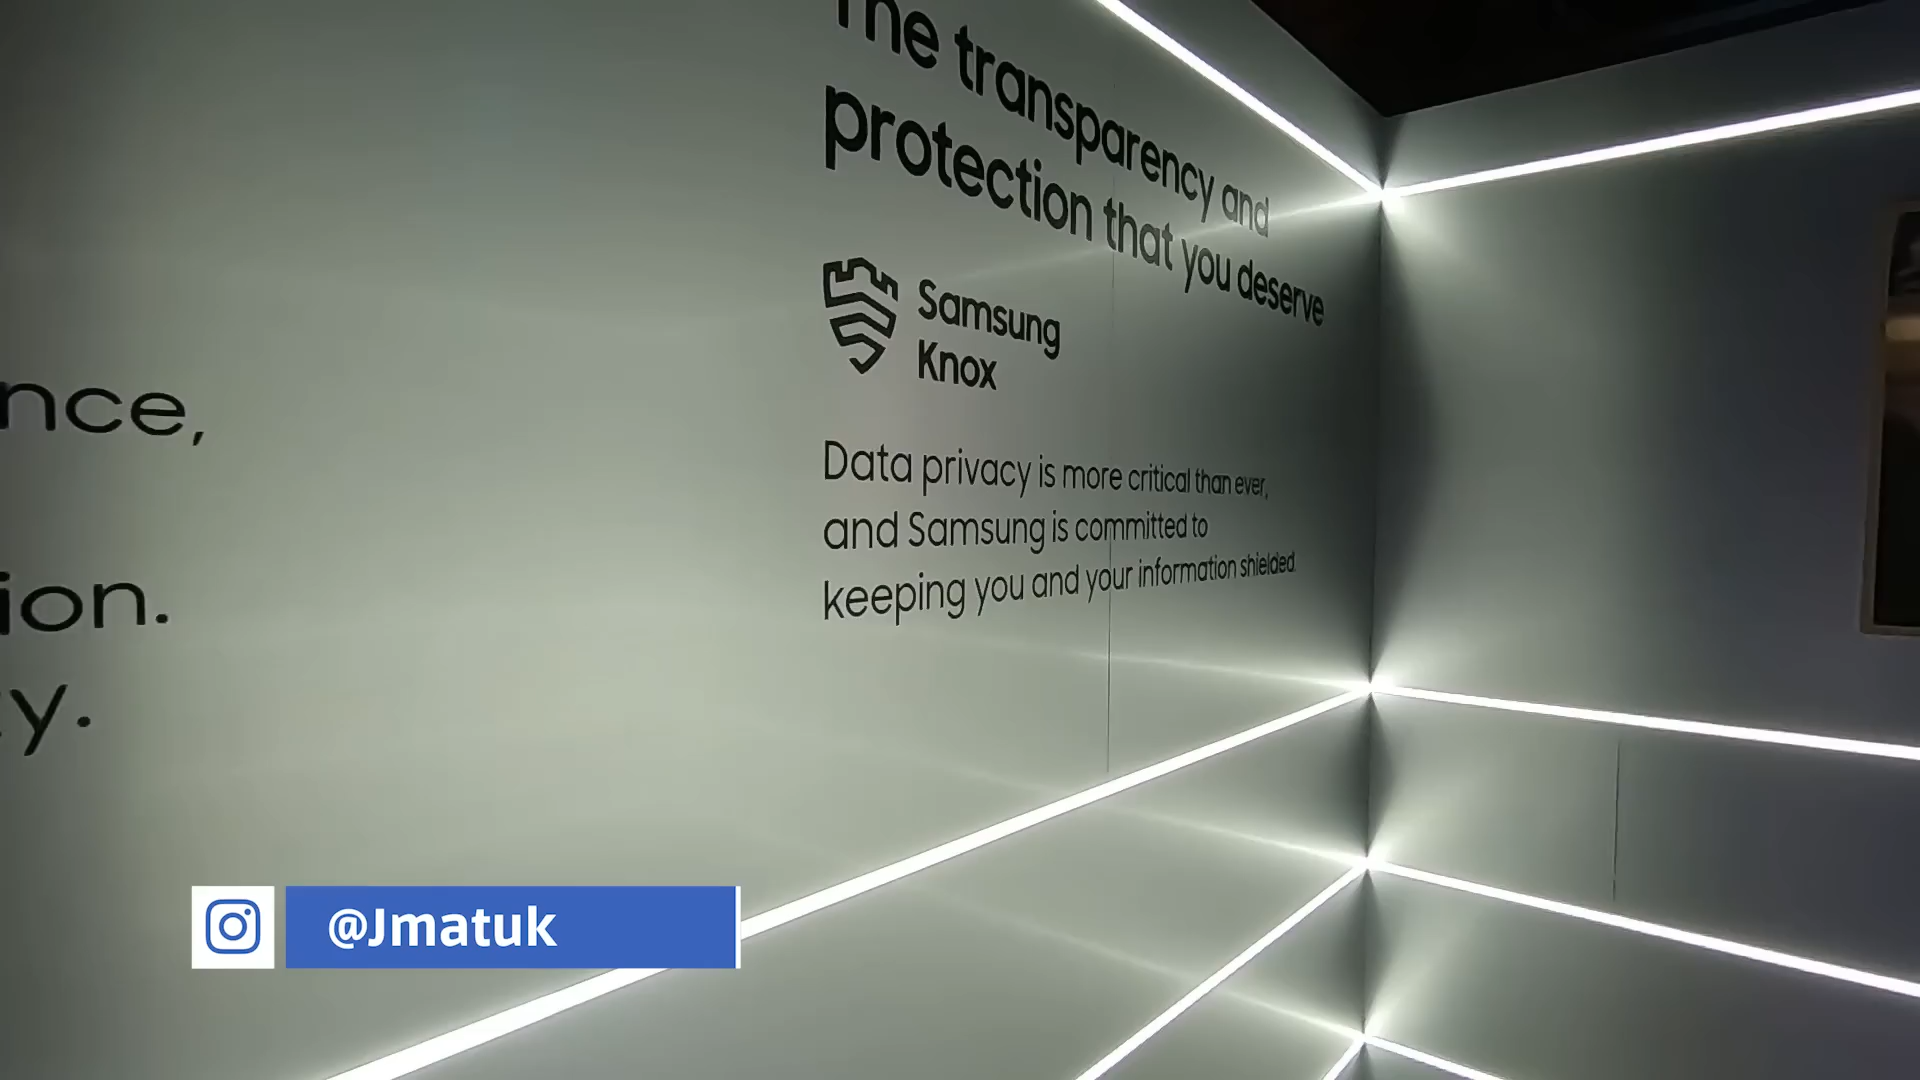 The transparency and
protection that you deserve
Samsung
Knox
Data privacy is more critical than ever,
and Samsung is committed to
keeping you and your information shielded.
nce,
ion.
y.
@Jmatuk